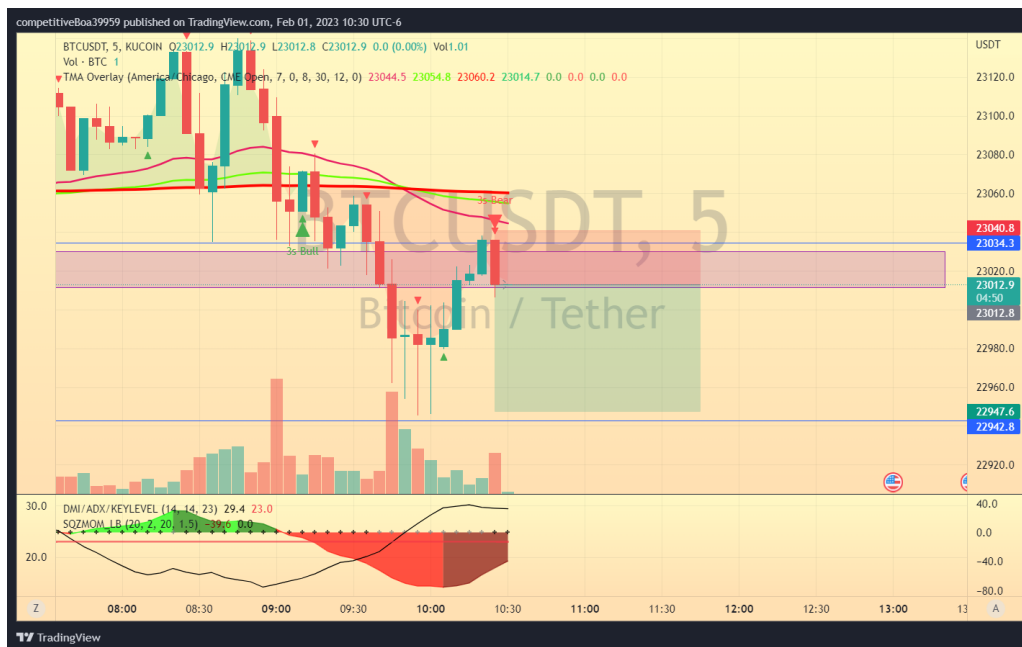 competitiveBoa39959 published on TradingView.com, Feb 01, 2023 10:30 UTC-6
BTCUSDT, 5, KUCOIN O23012.9 H23012.9 L23012.8 C23012.9 0.0 (0.00%) Vol1.01
Vol · BTC 1
TMA Overlay (America/Chicago, CME Open, 7, 0, 8, 30, 12, 0) 23044.5 23054.8 23060.2 23014.7 0.0 0.0 0.0 0.0
USDT
23120.0
23100.0
23080.0
23060.0
BTCUSDT, 5
3s-Bear
3s Bull
23040.8
23034.3
23020.0
23012.9
04:50
23012.8
Bitcoin / Tether
22980.0
22960.0
22947.6
22942.8
22920.0
DMI/ADX/KEYLEVEL (14, 14, 23) 29.4 23.0
SQZMOM_LB (20, 2, 20, 1.5) −39.6 0.0
30.0
20.0
40.0
0.0
−40.0
−80.0
Z
08:00
08:30
09:00
09:30
10:00
10:30
11:00
11:30
12:00
12:30
13:00
13
A
TradingView